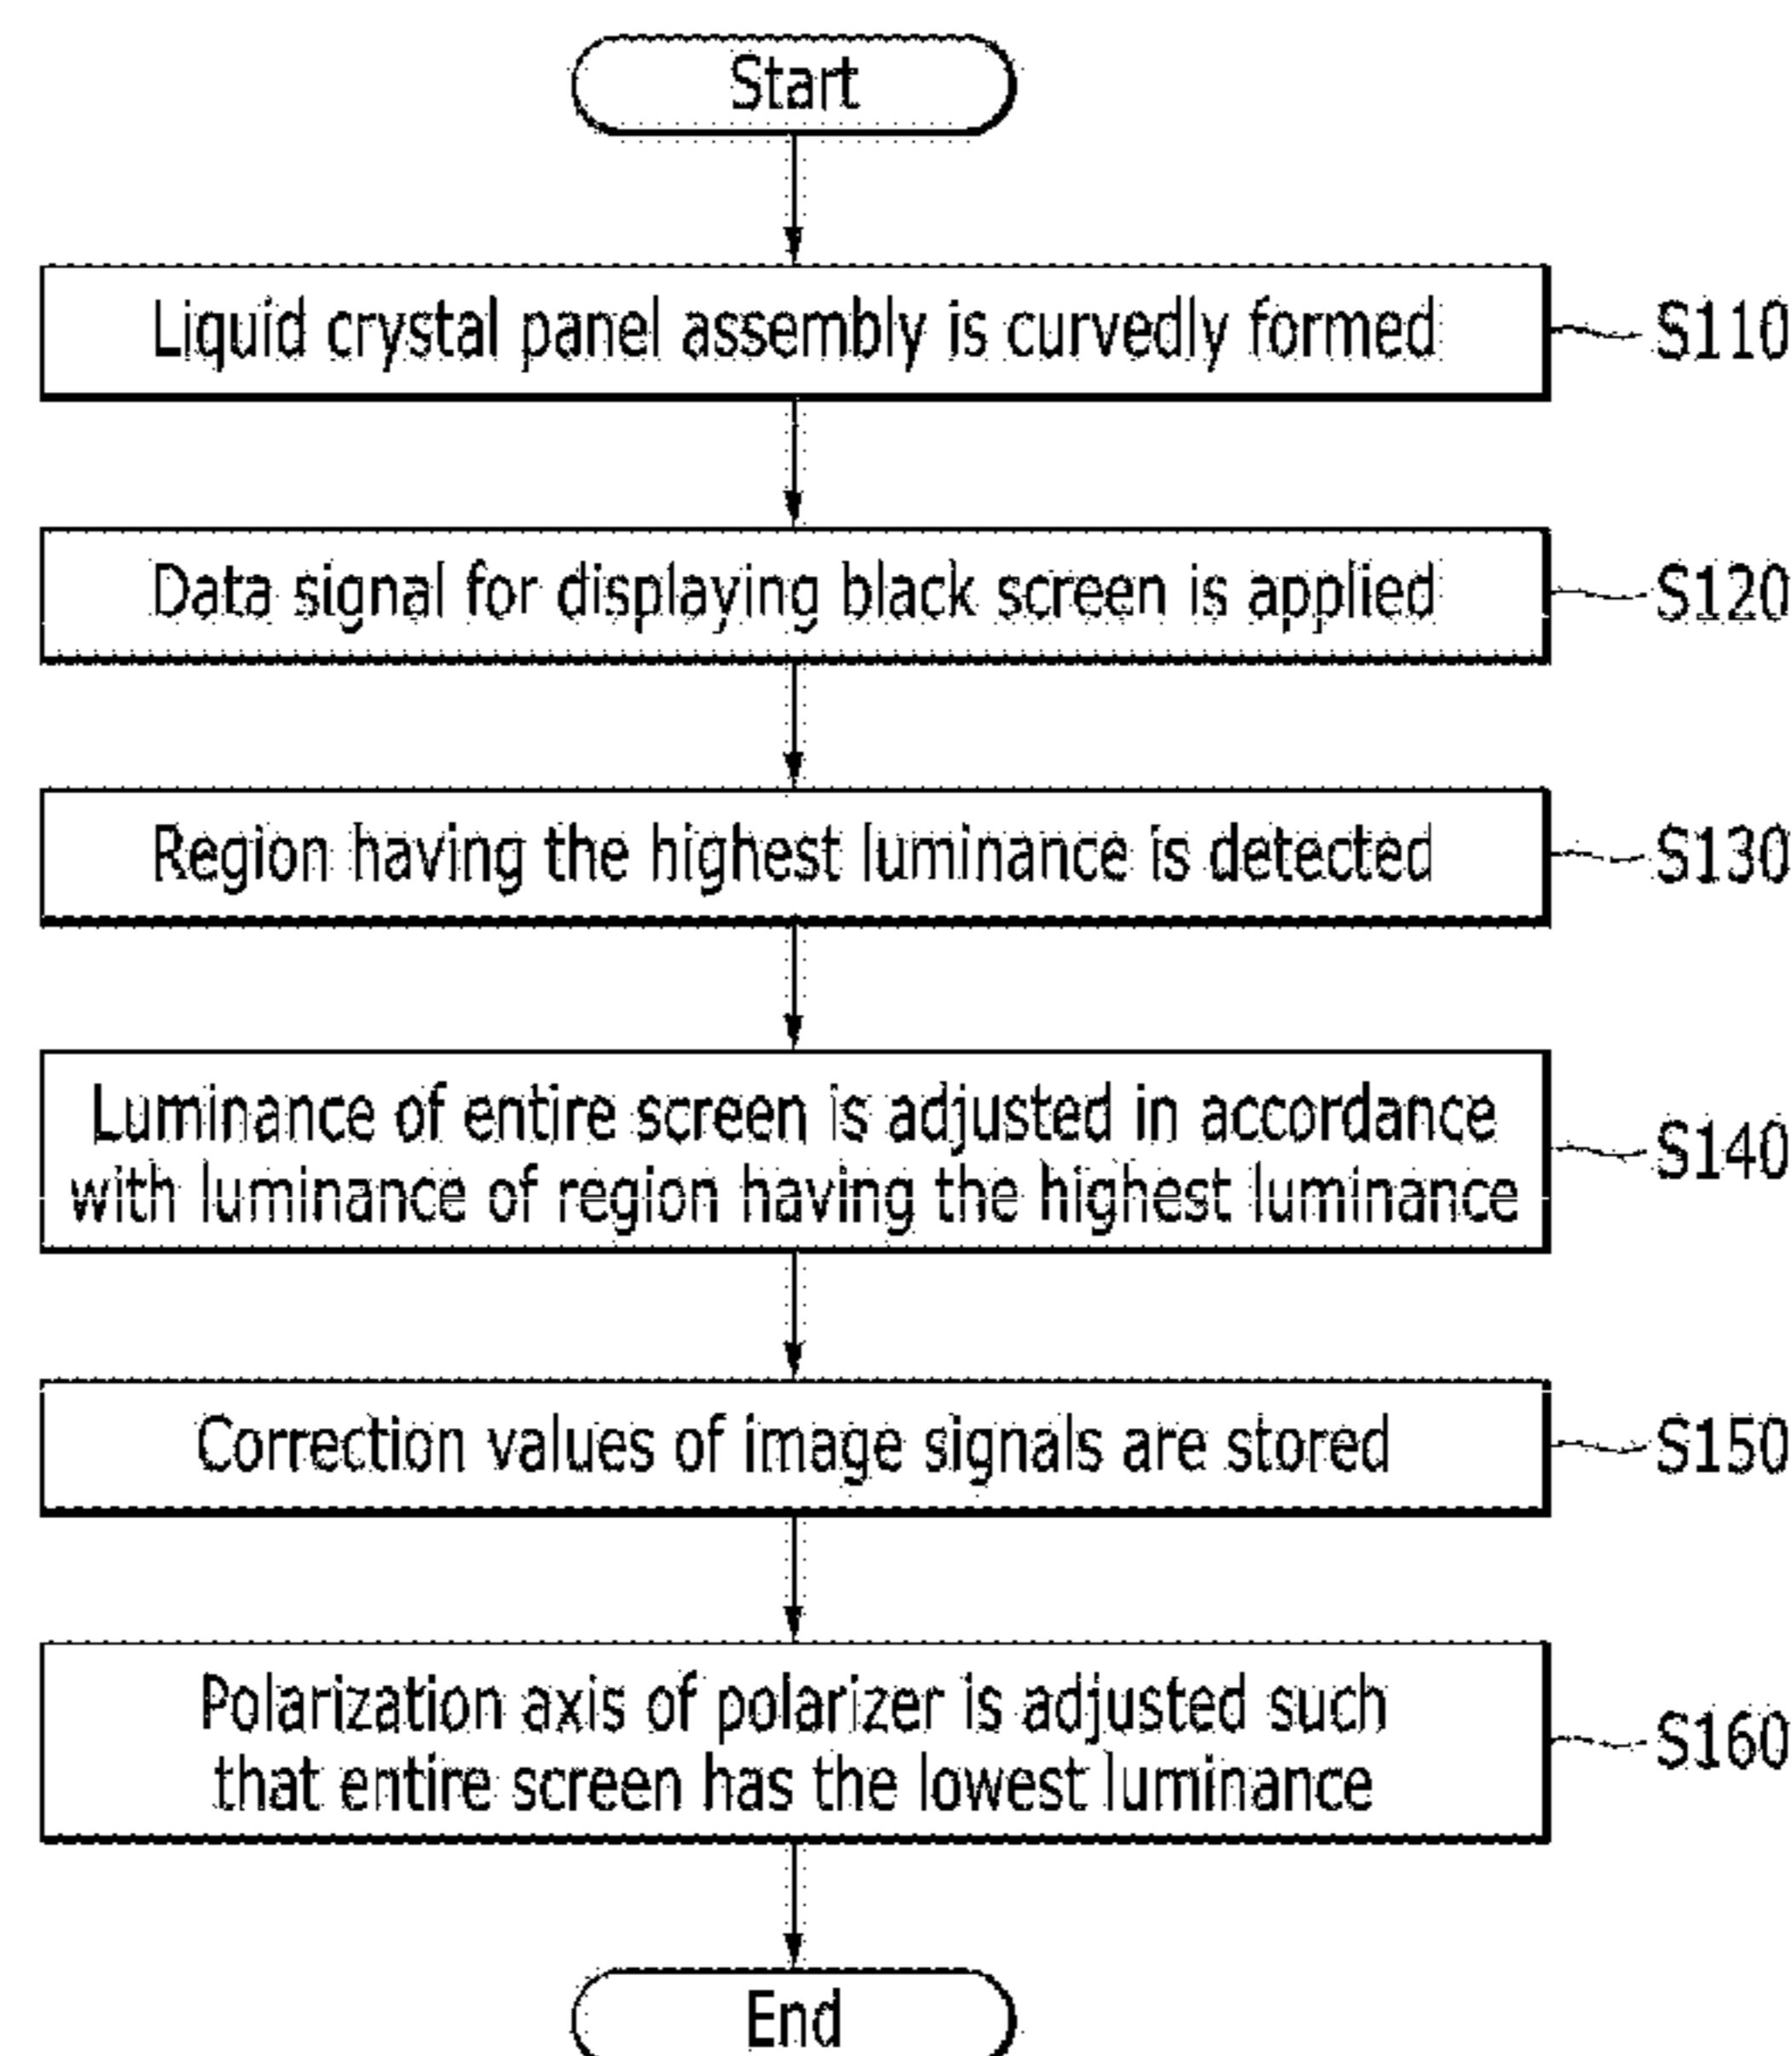 Start
Liquid crystal panel assembly is curvedly formed
S110
Data signal for displaying black screen is applied
S120
Region having the highest luminance is detected
S130
Luminance of entire screen is adjusted in accordance
with luminance of region having the highest luminance
S140
Correction values of image signals are stored
S150
Polarization axis of polarizer is adjusted such
that entire screen has the lowest luminance
S160
End